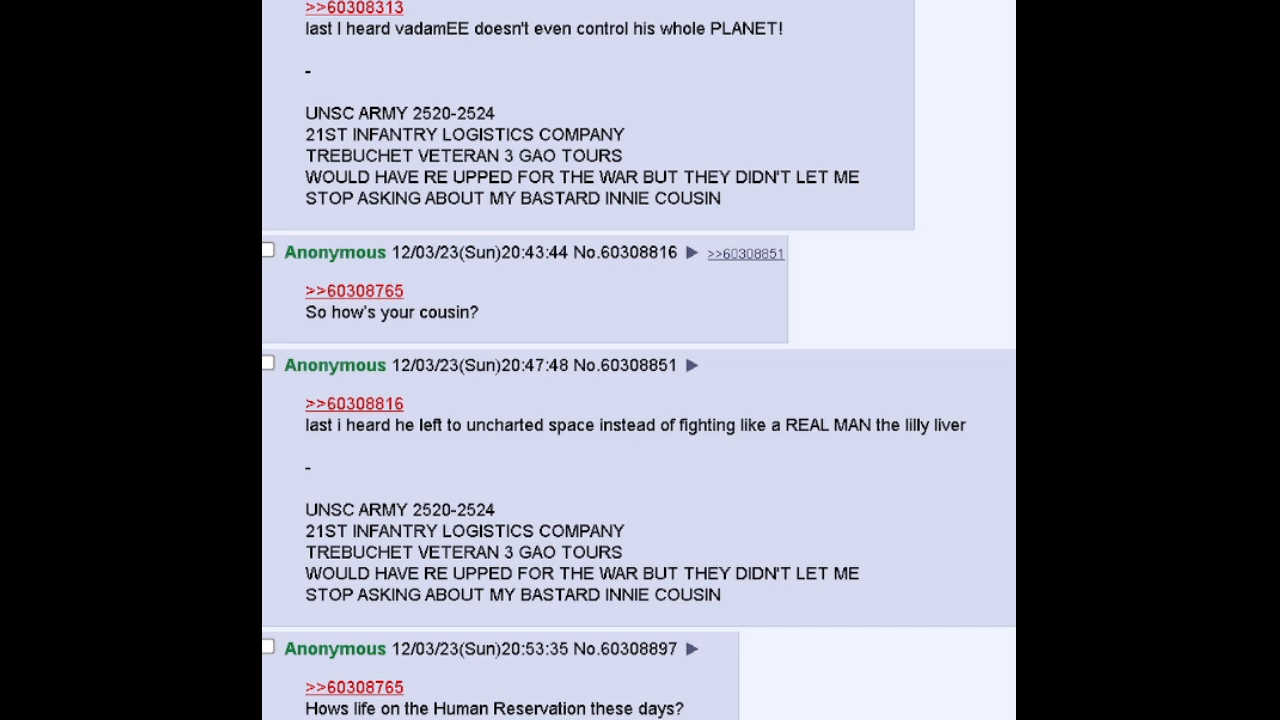 >>60308313
last I heard vadamEE doesn't even control his whole PLANET!
-
UNSC ARMY 2520-2524
21ST INFANTRY LOGISTICS COMPANY
TREBUCHET VETERAN 3 GAO TOURS
WOULD HAVE RE UPPED FOR THE WAR BUT THEY DIDN'T LET ME
STOP ASKING ABOUT MY BASTARD INNIE COUSIN
Anonymous 12/03/23(Sun)20:43:44 No.60308816 ▶ >>60308851
>>60308765
So how's your cousin?
Anonymous 12/03/23(Sun)20:47:48 No.60308851 ▶
>>60308816
last i heard he left to uncharted space instead of fighting like a REAL MAN the lilly liver
-
UNSC ARMY 2520-2524
21ST INFANTRY LOGISTICS COMPANY
TREBUCHET VETERAN 3 GAO TOURS
WOULD HAVE RE UPPED FOR THE WAR BUT THEY DIDN'T LET ME
STOP ASKING ABOUT MY BASTARD INNIE COUSIN
Anonymous 12/03/23(Sun)20:53:35 No.60308897 ▶
>>60308765
Hows life on the Human Reservation these days?